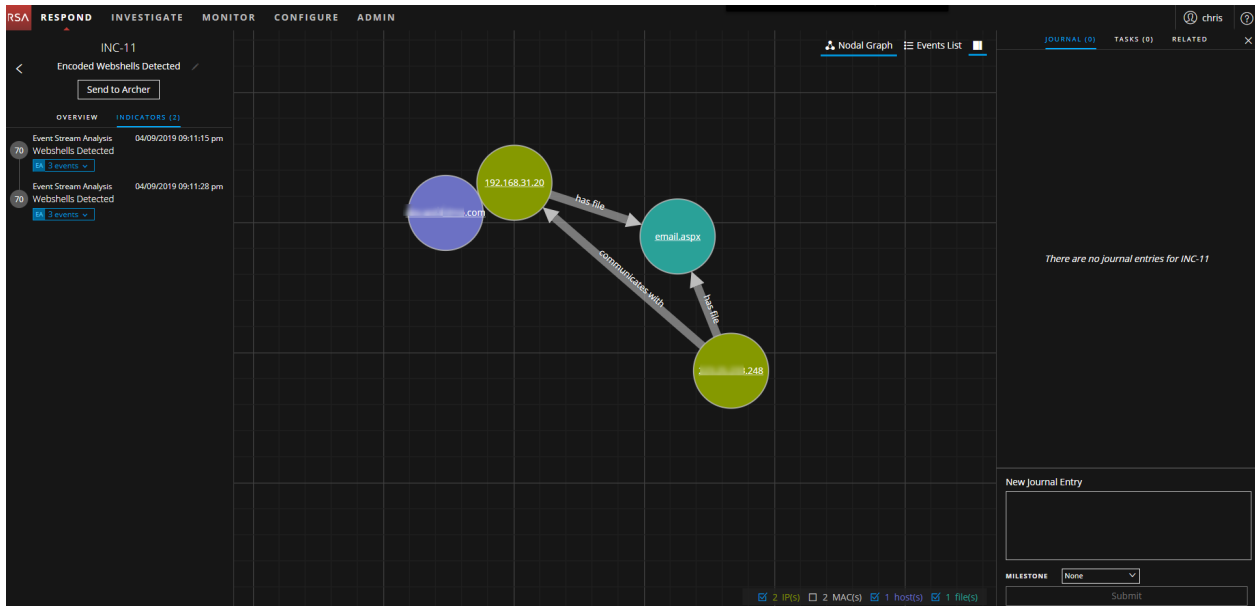 RSA RESPOND INVESTIGATE MONITOR CONFIGURE ADMIN chris
INC-11
Encoded Webshells Detected
Send to Archer
OVERVIEW INDICATORS (2)
70 Event Stream Analysis 04/09/2019 09:11:15 pm
Webshells Detected
EA 3 events
70 Event Stream Analysis 04/09/2019 09:11:28 pm
Webshells Detected
EA 3 events
Nodal Graph Events List
192.168.31.20
.com
has file
email.aspx
communicates with
has file
.248
2 IP(s) 2 MAC(s) 1 host(s) 1 file(s)
JOURNAL (0) TASKS (0) RELATED
There are no journal entries for INC-11
New Journal Entry
MILESTONE None
Submit